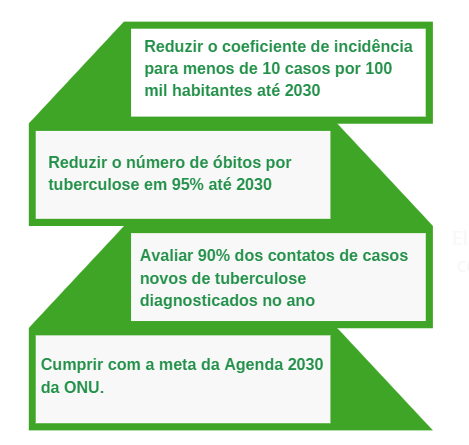 Reduzir o coeficiente de incidência
para menos de 10 casos por 100
mil habitantes até 2030
Reduzir o número de óbitos por
tuberculose em 95% até 2030
Avaliar 90% dos contatos de casos
novos de tuberculose
diagnosticados no ano
Cumprir com a meta da Agenda 2030
da ONU.